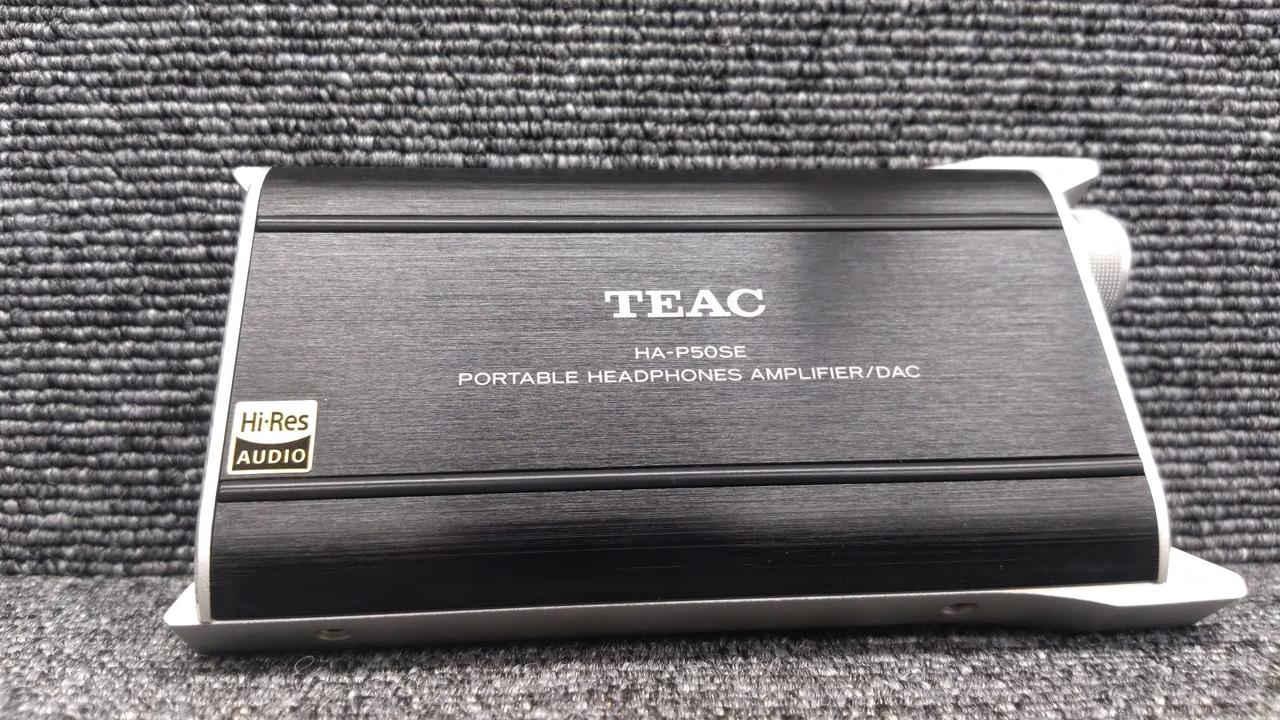 TEAC
HA-P50SE
PORTABLE HEADPHONES AMPLIFIER/DAC
Hi-Res
AUDIO